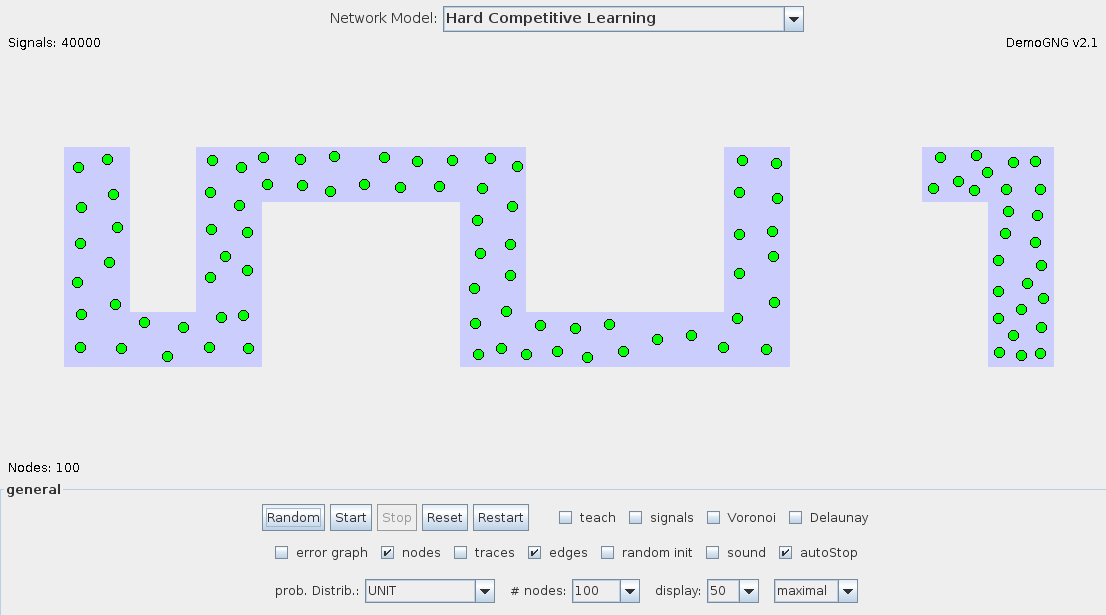 Network Model: Hard Competitive Learning
Signals: 40000 DemoGNG v2.1
Nodes: 100
general
Random Start Stop Reset Restart teach signals Voronoi Delaunay
error graph nodes traces edges random init sound autoStop
prob. Distrib.: UNIT # nodes: 100 display: 50 maximal